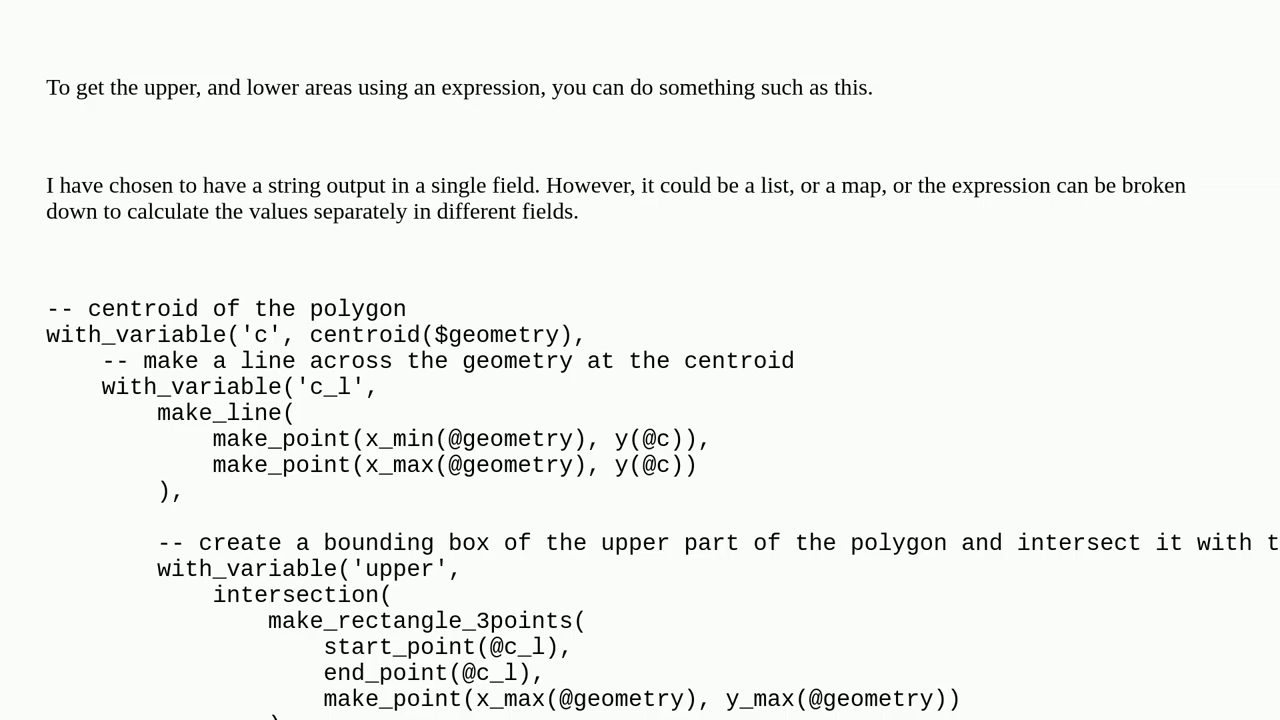 To get the upper, and lower areas using an expression, you can do something such as this.
I have chosen to have a string output in a single field. However, it could be a list, or a map, or the expression can be broken
down to calculate the values separately in different fields.
-- centroid of the polygon
with_variable('c', centroid($geometry),
    -- make a line across the geometry at the centroid
    with_variable('c_l',
        make_line(
            make_point(x_min(@geometry), y(@c)),
            make_point(x_max(@geometry), y(@c))
        ),
        -- create a bounding box of the upper part of the polygon and intersect it with
        with_variable('upper',
            intersection(
                make_rectangle_3points(
                    start_point(@c_l),
                    end_point(@c_l),
                    make_point(x_max(@geometry), y_max(@geometry))